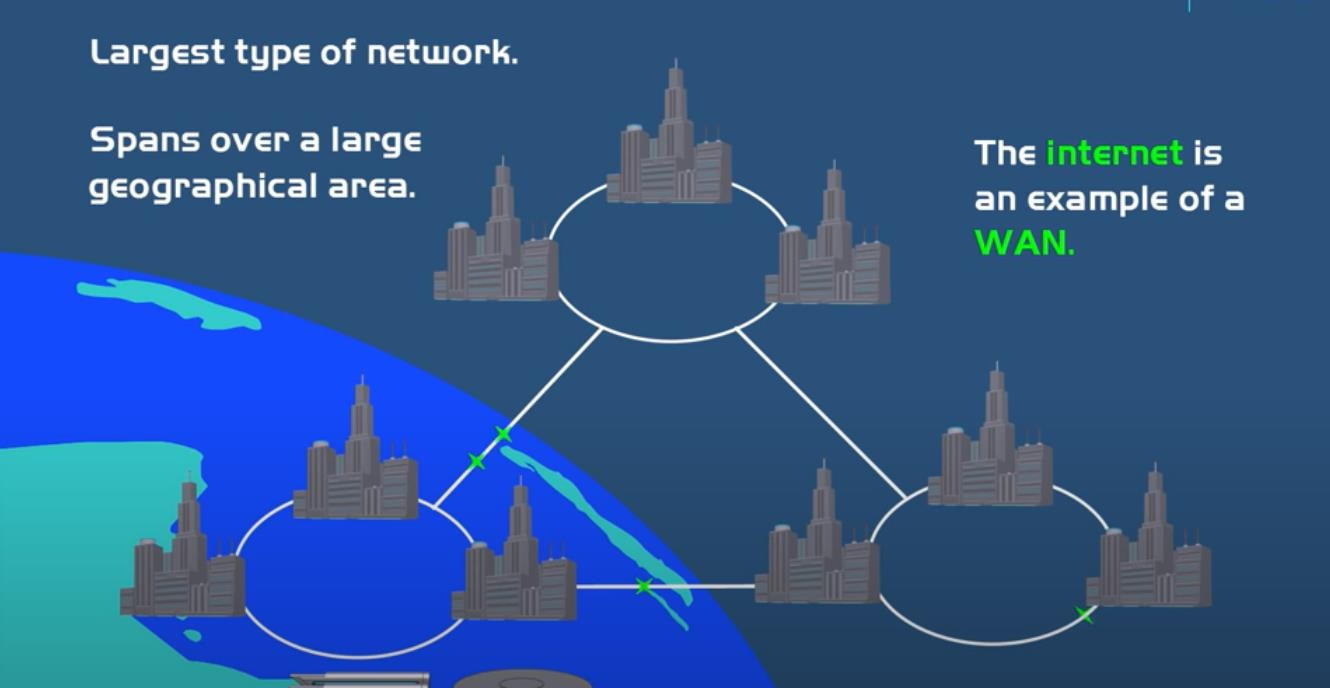 Largest type of network.
Spans over a large
geographical area.
The internet is
an example of a
WAN.